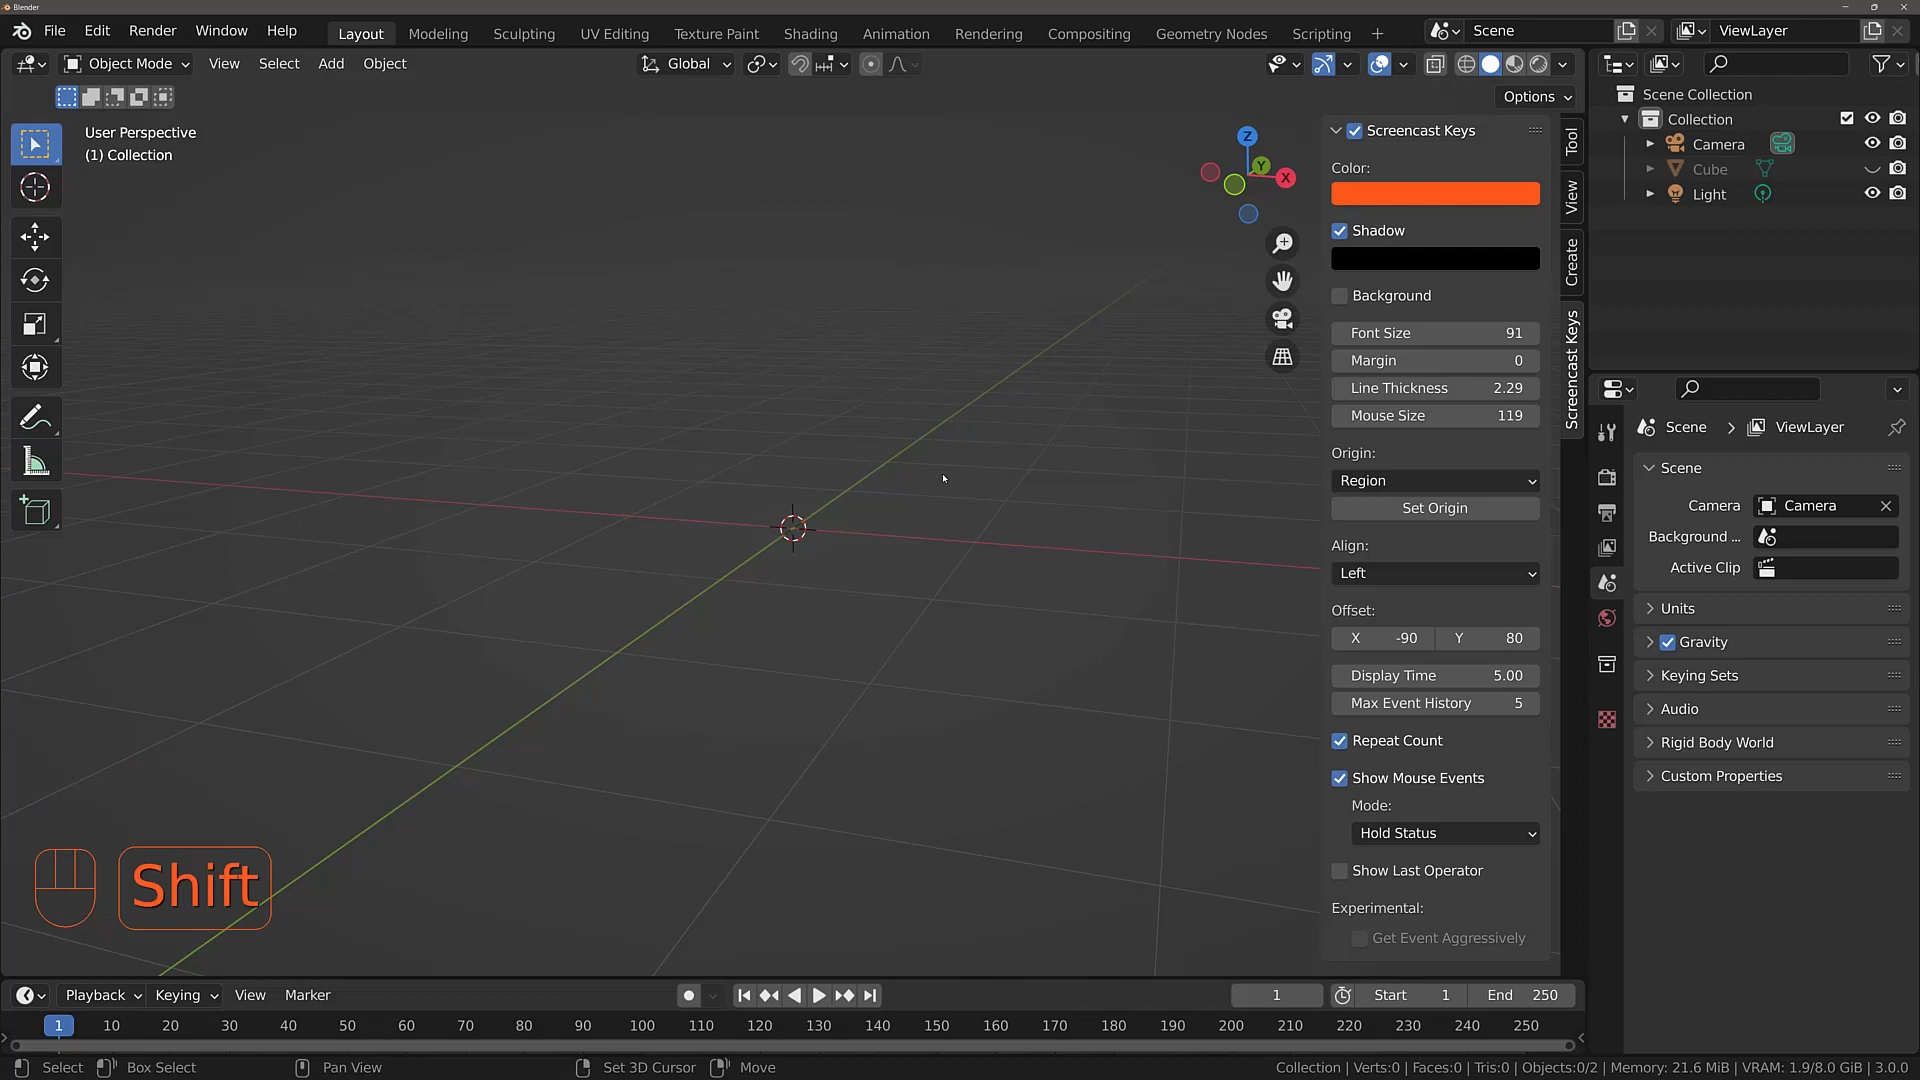 Blender
File Edit Render Window Help
Layout Modeling Sculpting UV Editing Texture Paint Shading Animation Rendering Compositing Geometry Nodes Scripting +
Scene
ViewLayer
Object Mode View Select Add Object
Global
Options
User Perspective
(1) Collection
Z
Y
X
Screencast Keys
Color:
Shadow
Background
Font Size 91
Margin 0
Line Thickness 2.29
Mouse Size 119
Origin:
Region
Set Origin
Align:
Left
Offset:
X -90 Y 80
Display Time 5.00
Max Event History 5
Repeat Count
Show Mouse Events
Mode:
Hold Status
Show Last Operator
Experimental:
Get Event Aggressively
Tool
View
Create
Screencast Keys
Scene Collection
Collection
Camera
Cube
Light
Scene > ViewLayer
Scene
Camera Camera
Background ...
Active Clip
Units
Gravity
Keying Sets
Audio
Rigid Body World
Custom Properties
Shift
Playback Keying View Marker
1 Start 1 End 250
1 10 20 30 40 50 60 70 80 90 100 110 120 130 140 150 160 170 180 190 200 210 220 230 240 250
Select Box Select Pan View Set 3D Cursor Move
Collection | Verts:0 | Faces:0 | Tris:0 | Objects:0/2 | Memory: 21.6 MiB | VRAM: 1.9/8.0 GiB | 3.0.0